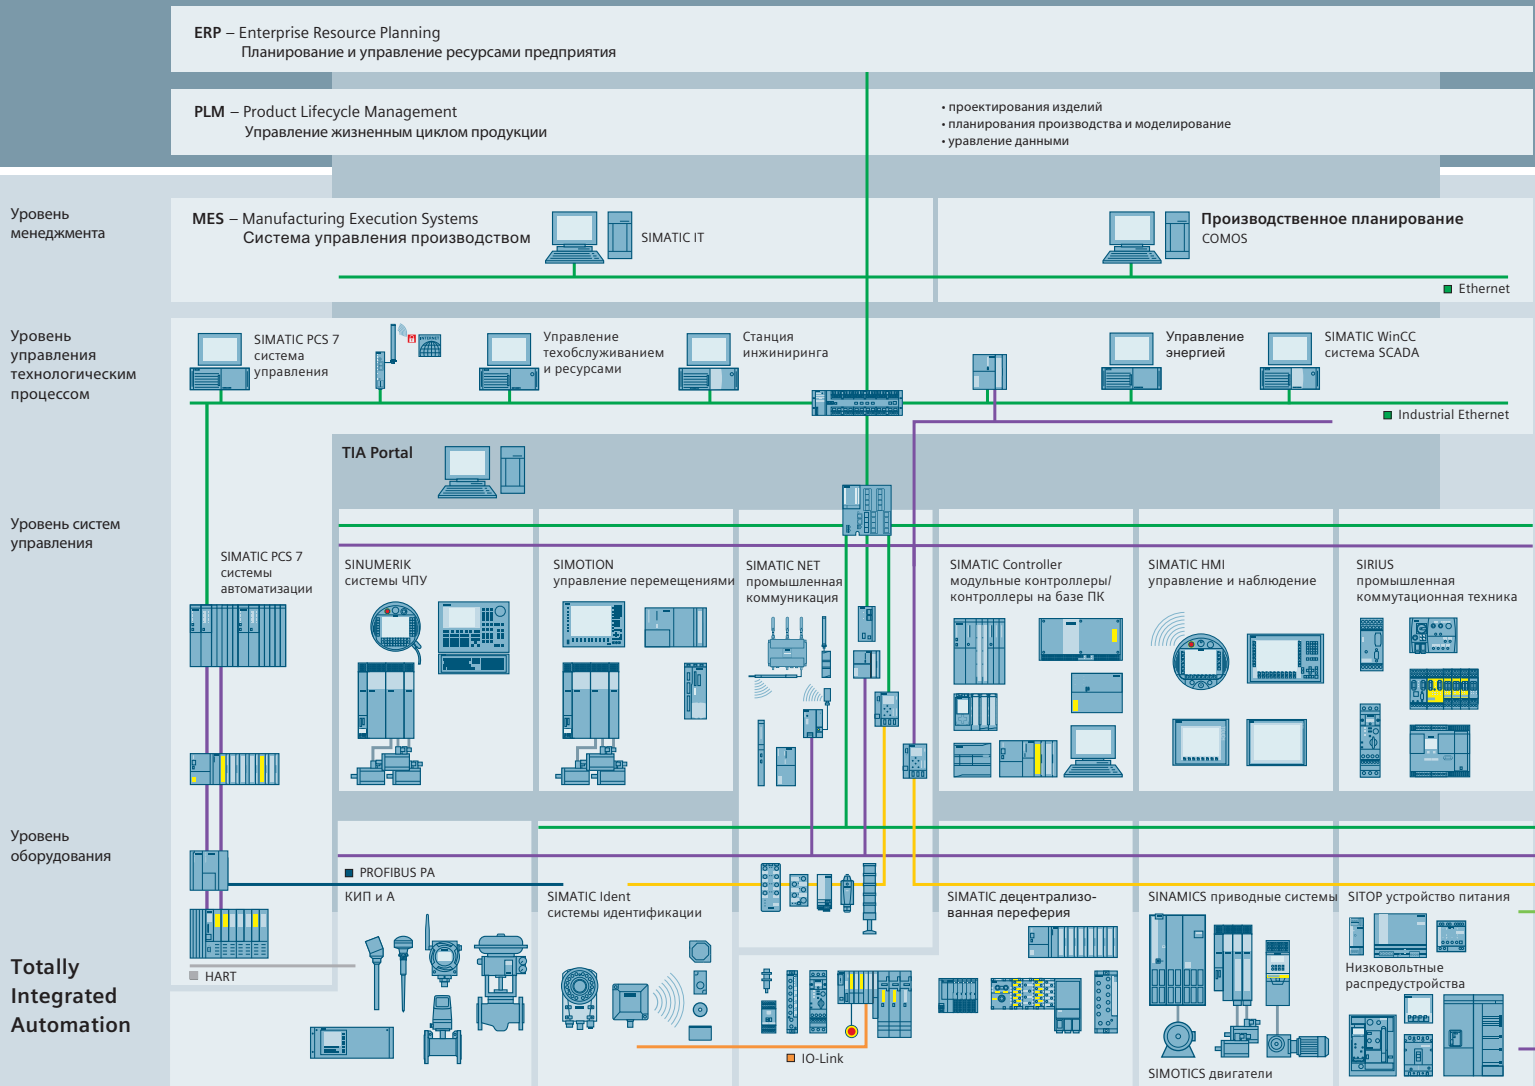 ERP – Enterprise Resource Planning
Планирование и управление ресурсами предприятия
PLM – Product Lifecycle Management
Управление жизненным циклом продукции
• проектирования изделий
• планирования производства и моделирование
• уравление данными
Уровень
менеджмента
MES – Manufacturing Execution Systems
Система управления производством
SIMATIC IT
Производственное планирование
COMOS
Ethernet
Уровень
управления
технологическим
процессом
SIMATIC PCS 7
система
управления
INTERNET
Управление
техобслуживанием
и ресурсами
Станция
инжиниринга
Управление
энергией
SIMATIC WinCC
система SCADA
Industrial Ethernet
TIA Portal
Уровень систем
управления
SIMATIC PCS 7
системы
автоматизации
SINUMERIK
системы ЧПУ
SIMOTION
управление перемещениями
SIMATIC NET
промышленная
коммуникация
SIMATIC Controller
модульные контроллеры/
контроллеры на базе ПК
SIMATIC HMI
управление и наблюдение
SIRIUS
промышленная
коммутационная техника
Уровень
оборудования
PROFIBUS PA
КИП и А
SIMATIC Ident
системы идентификации
SIMATIC децентрализо-
ванная переферия
SINAMICS приводные системы
SITOP устройство питания
Низковольтные
распредустройства
HART
Totally
Integrated
Automation
IO-Link
SIMOTICS двигатели